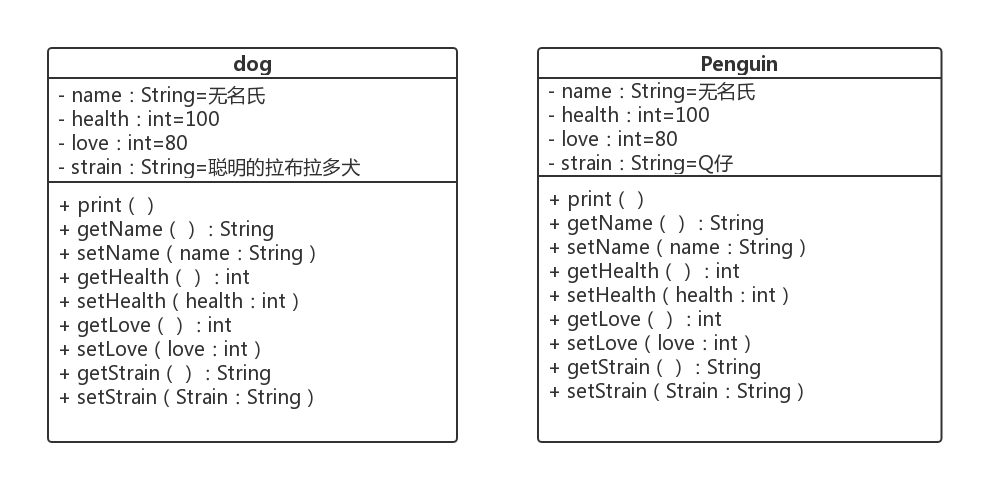 dog
- name : String=无名氏
- health : int=100
- love : int=80
- strain : String=聪明的拉布拉多犬
+ print ( )
+ getName ( ) : String
+ setName ( name : String )
+ getHealth ( ) : int
+ setHealth ( health : int )
+ getLove ( ) : int
+ setLove ( love : int )
+ getStrain ( ) : String
+ setStrain ( Strain : String )
Penguin
- name : String=无名氏
- health : int=100
- love : int=80
- strain : String=Q仔
+ print ( )
+ getName ( ) : String
+ setName ( name : String )
+ getHealth ( ) : int
+ setHealth ( health : int )
+ getLove ( ) : int
+ setLove ( love : int )
+ getStrain ( ) : String
+ setStrain ( Strain : String )